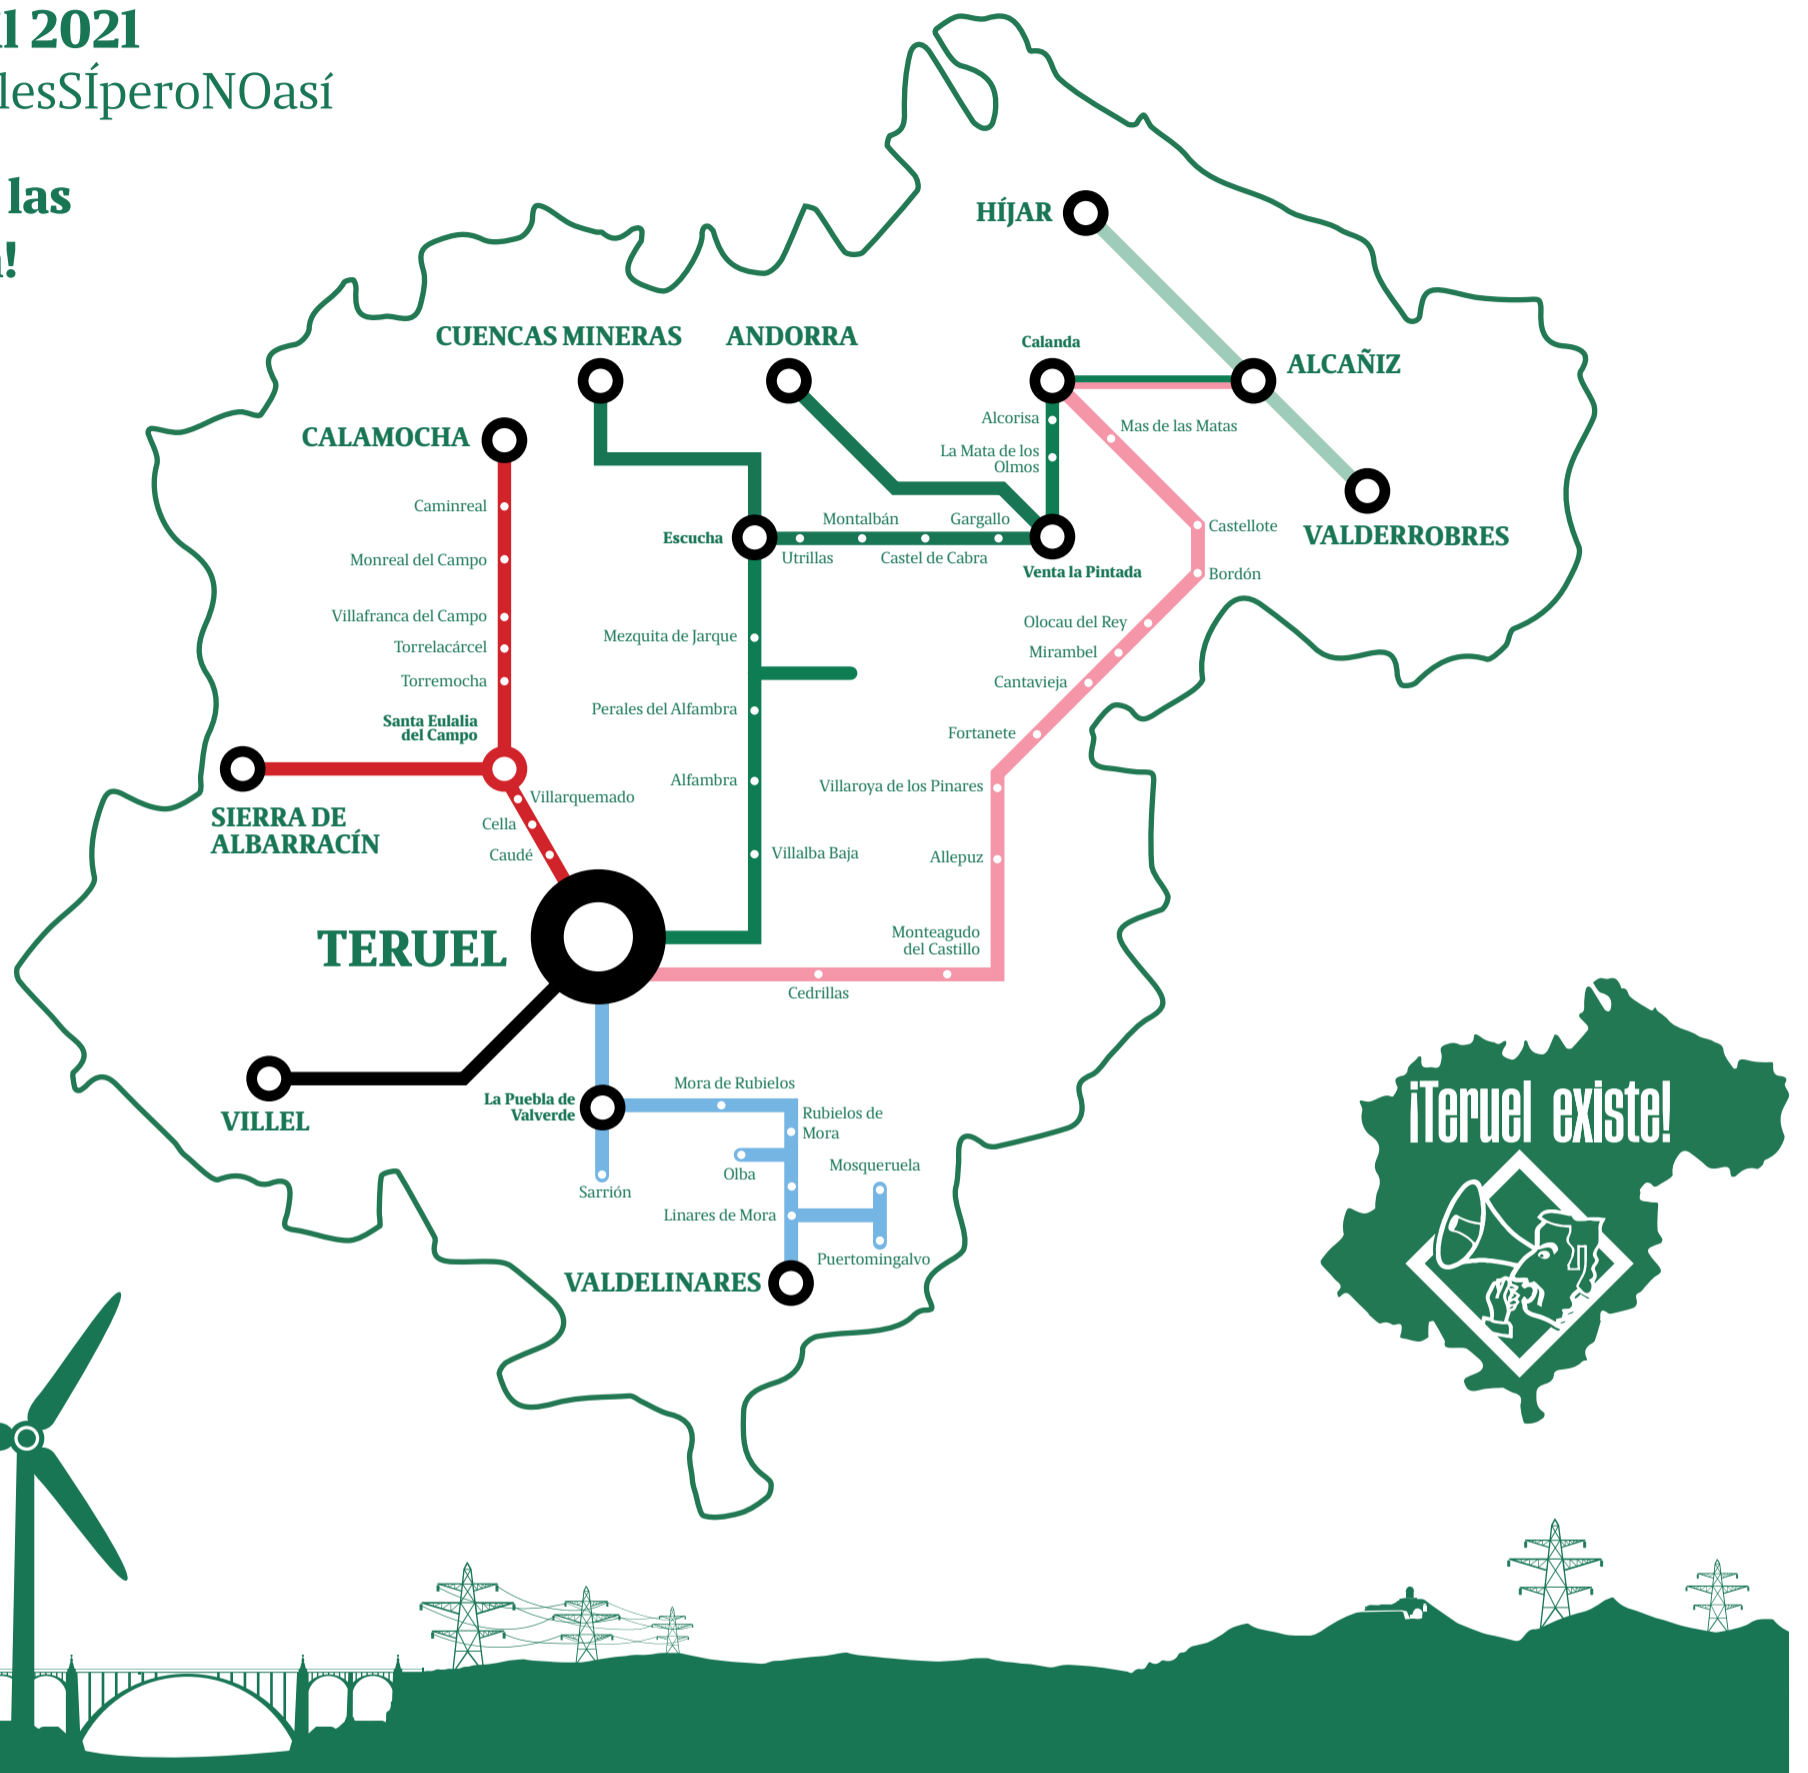 2021
lesSÍperoNOasí
las
HÍJAR
CUENCAS MINERAS
ANDORRA
Calanda
ALCAÑIZ
CALAMOCHA
Alcorisa
Mas de las Matas
La Mata de los
Olmos
Caminreal
Montalbán
Gargallo
Castellote
VALDERROBRES
Escucha
Utrillas
Castel de Cabra
Monreal del Campo
Venta la Pintada
Bordón
Villafranca del Campo
Olocau del Rey
Mezquita de Jarque
Torrelacárcel
Mirambel
Torremocha
Cantavieja
Perales del Alfambra
Santa Eulalia
del Campo
Fortanete
Alfambra
Villaroya de los Pinares
Villarquemado
SIERRA DE
ALBARRACÍN
Cella
Caudé
Villalba Baja
Allepuz
TERUEL
Monteagudo
del Castillo
Cedrillas
Mora de Rubielos
La Puebla de
Valverde
Rubielos de
Mora
VILLEL
¡Teruel existe!
Olba
Mosqueruela
Sarrión
Linares de Mora
Puertomingalvo
VALDELINARES